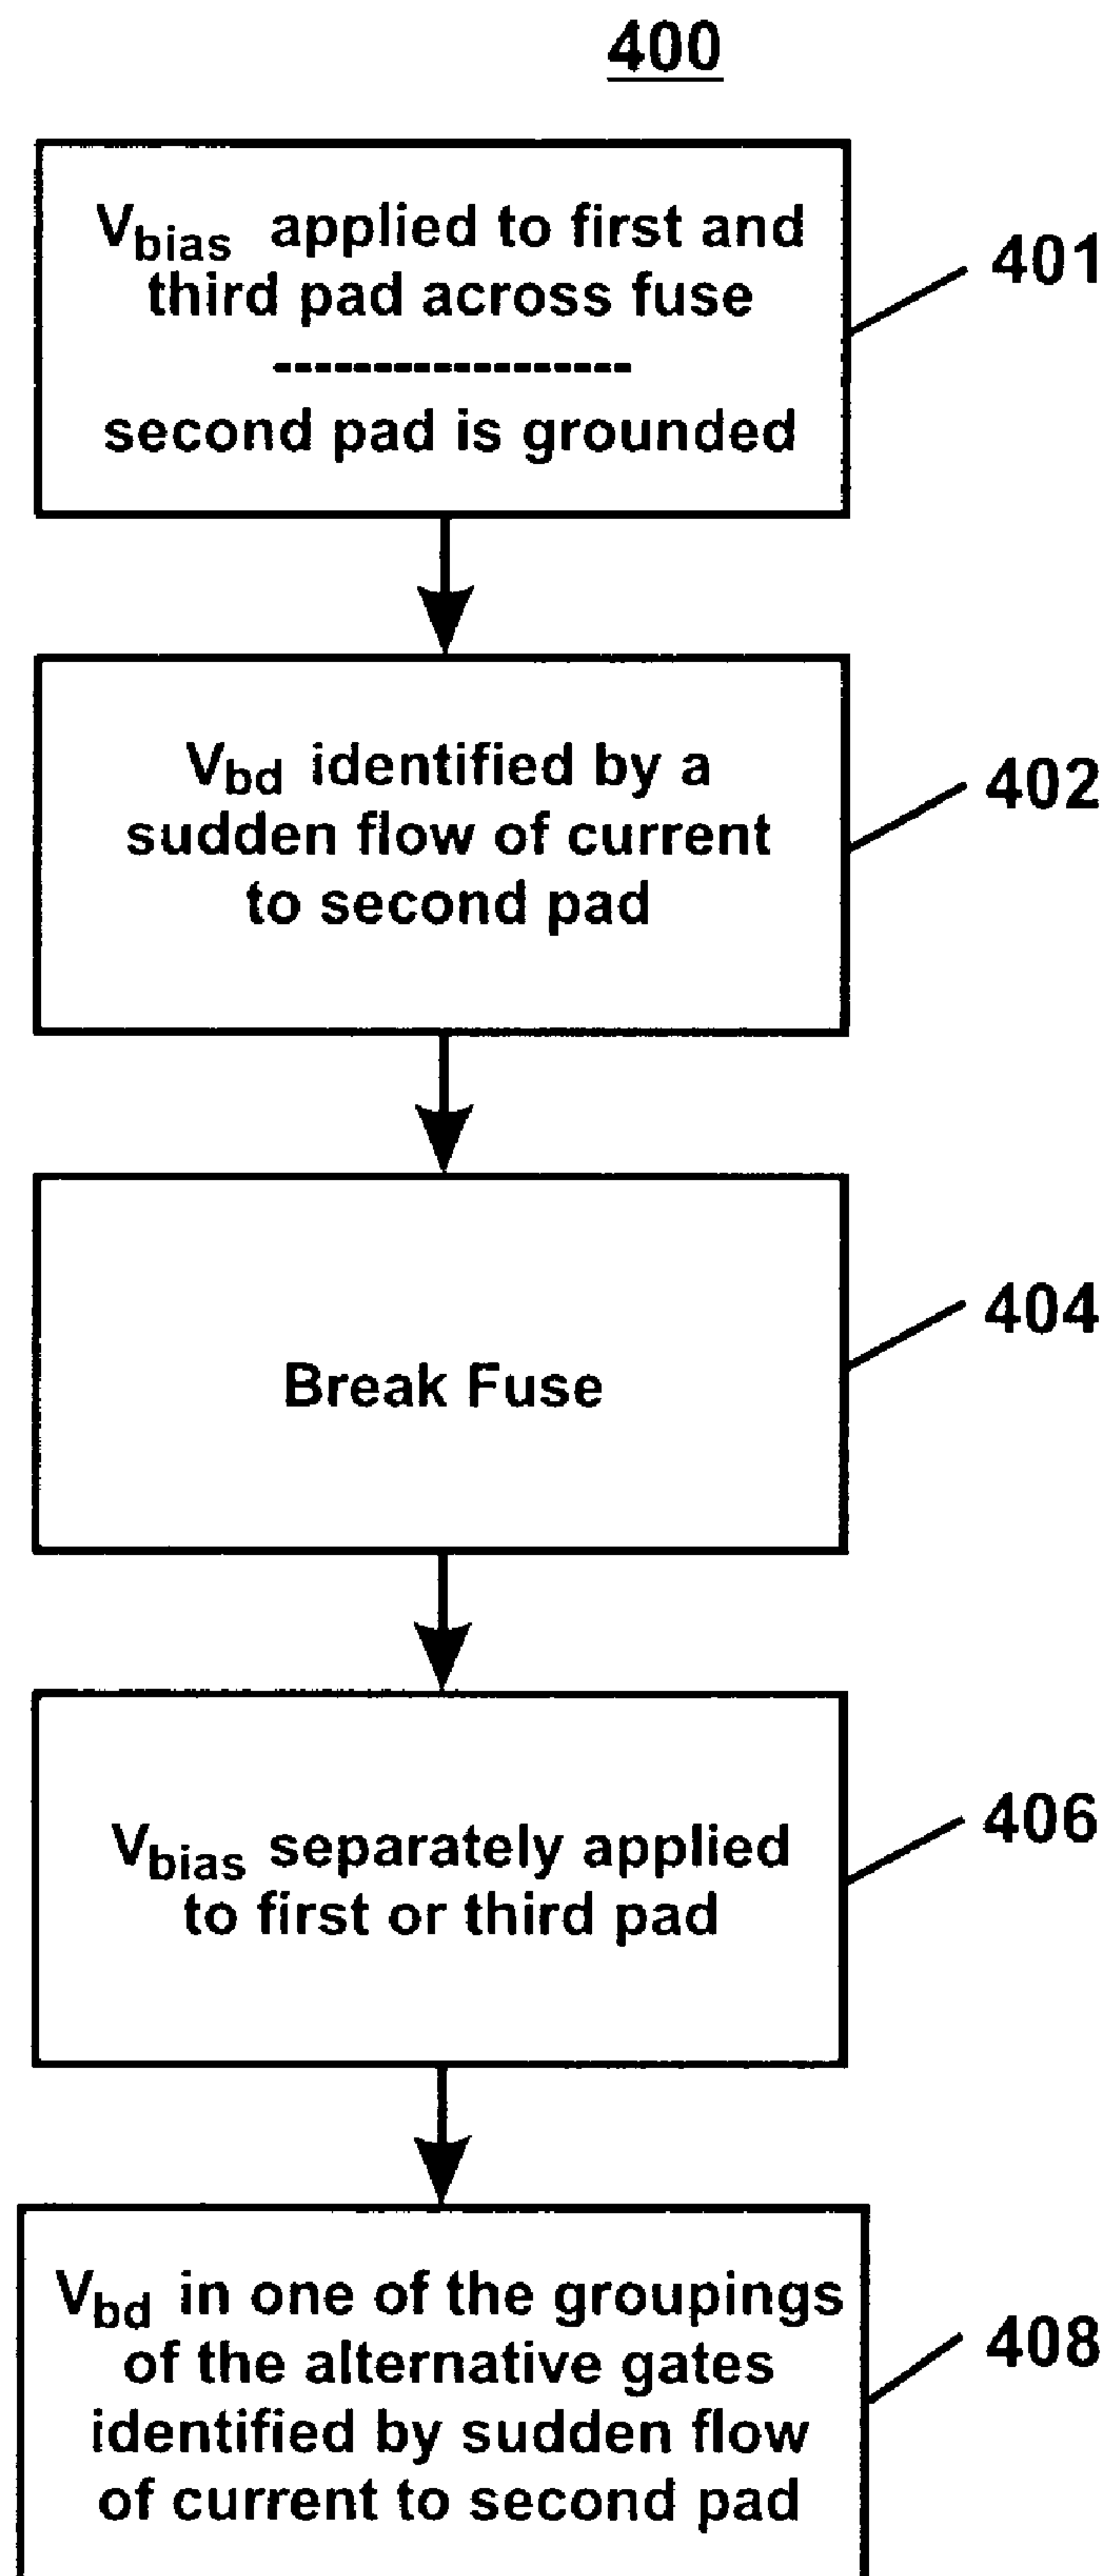 400
Vbias applied to first and
third pad across fuse
------------------
second pad is grounded
401
Vbd identified by a
sudden flow of current
to second pad
402
Break Fuse
404
Vbias separately applied
to first or third pad
406
Vbd in one of the groupings
of the alternative gates
identified by sudden flow
of current to second pad
408